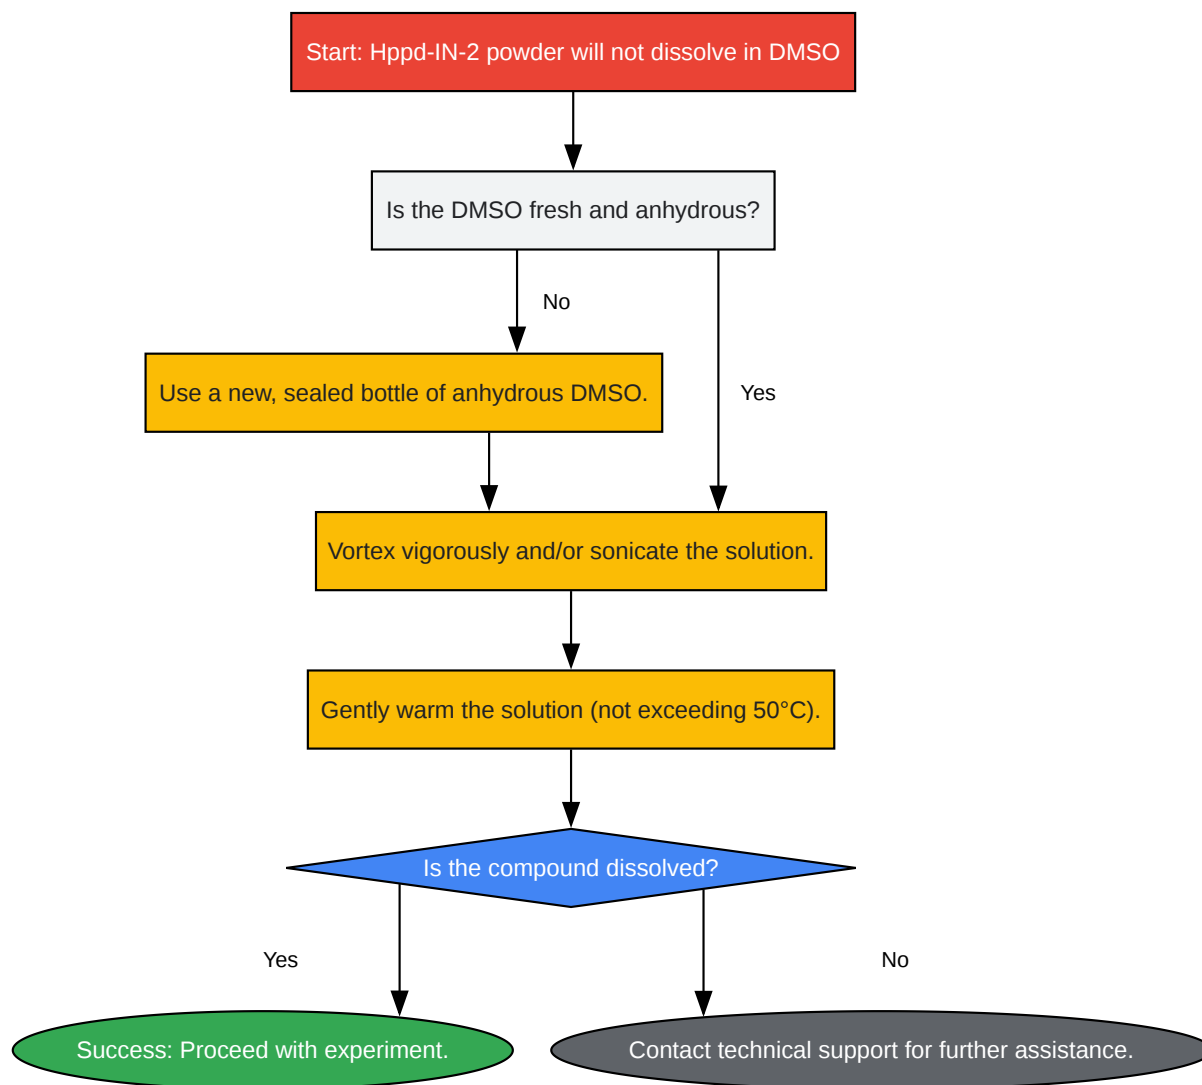 Start: Hppd-IN-2 powder will not dissolve in DMSO
Is the DMSO fresh and anhydrous?
No
Use a new, sealed bottle of anhydrous DMSO.
Yes
Vortex vigorously and/or sonicate the solution.
Gently warm the solution (not exceeding 50°C).
Is the compound dissolved?
Yes
No
Success: Proceed with experiment.
Contact technical support for further assistance.